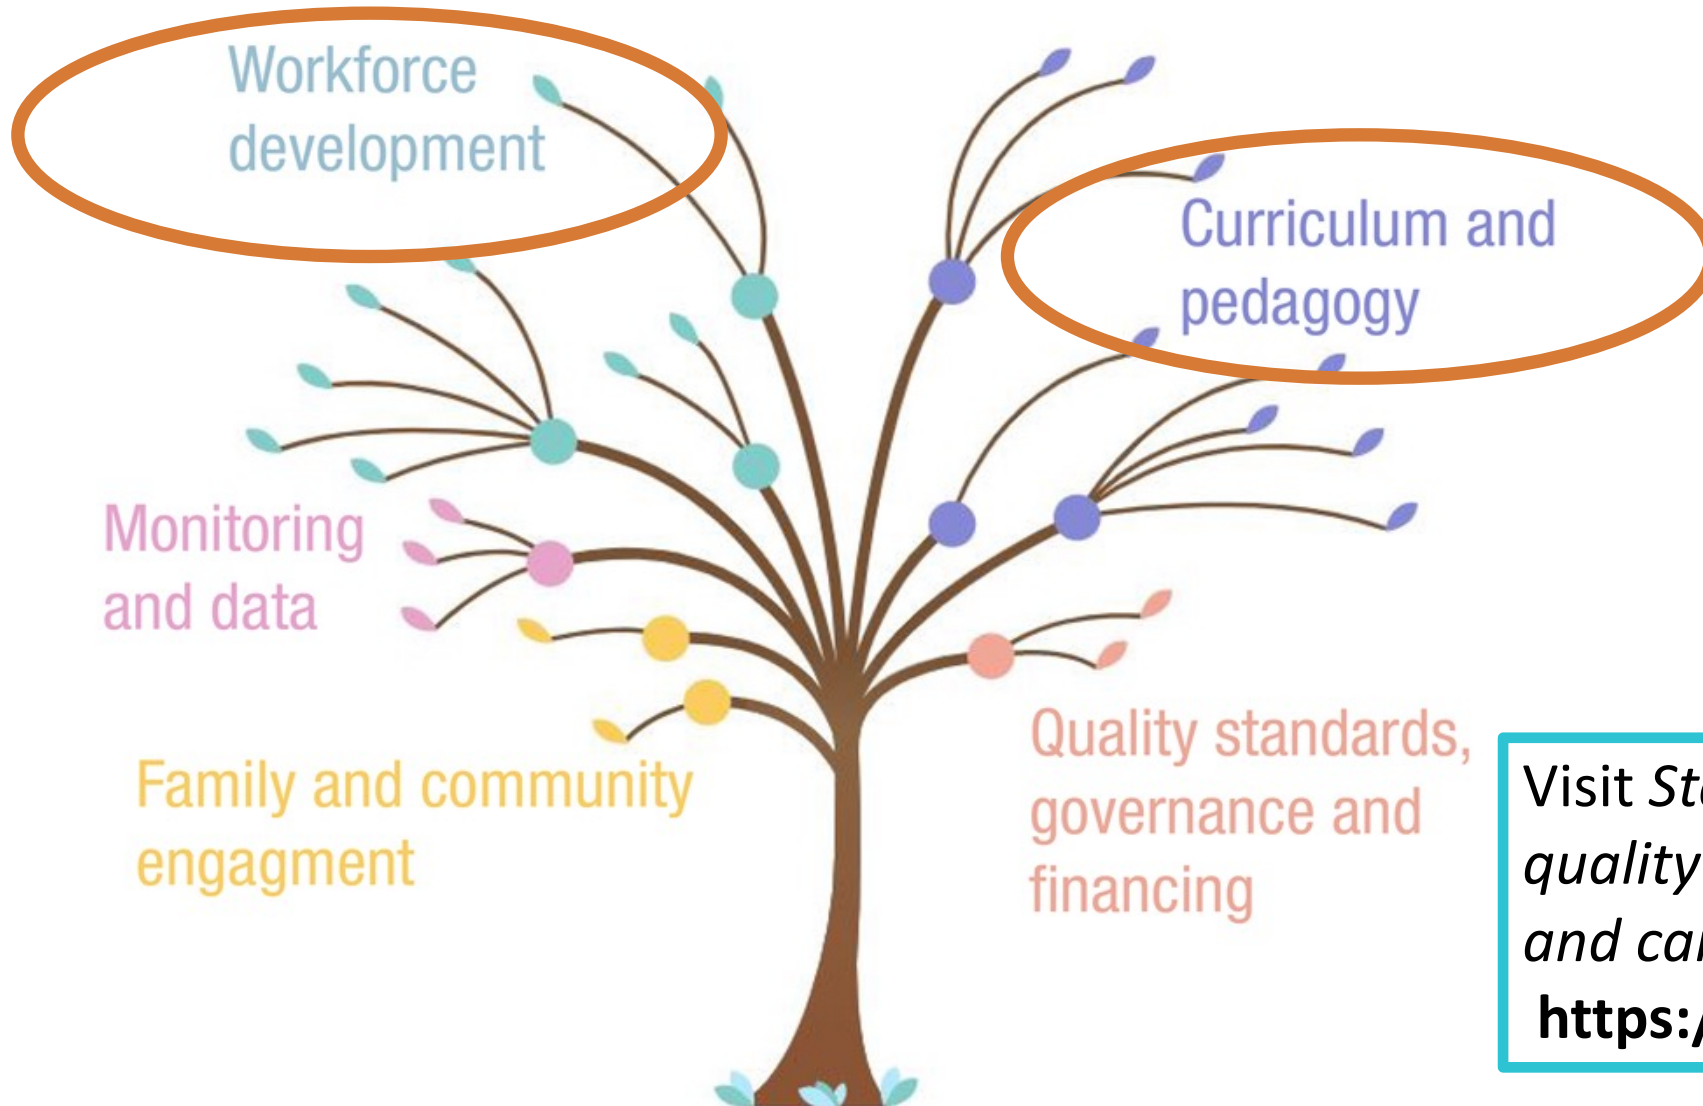 Workforce
development
Curriculum and
pedagogy
Monitoring
and data
Family and community
engagment
Quality standards,
governance and
financing
Visit
quality
and
https:/